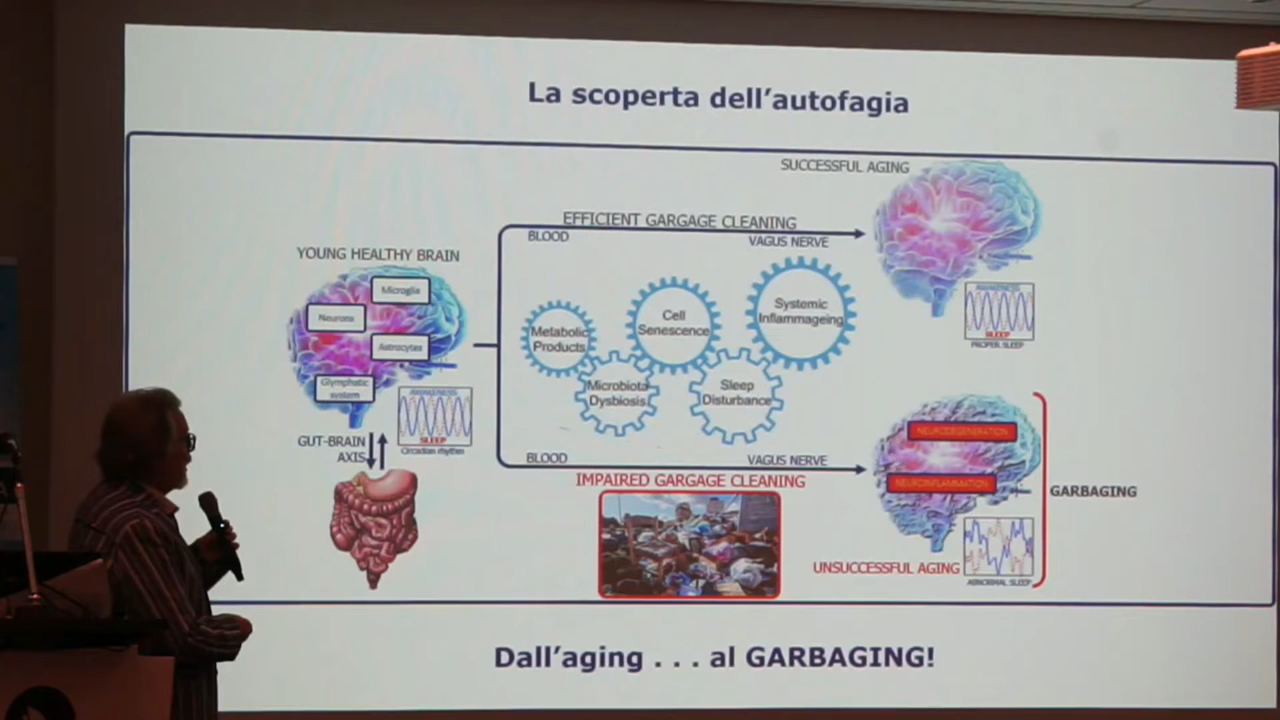 La scoperta dell'autofagia
SUCCESSFUL AGING
EFFICIENT GARGAGE CLEANING
BLOOD
VAGUS NERVE
YOUNG HEALTHY BRAIN
Microglia
Neurons
Astrocytes
Glymphatic
system
AWAKENESS
SLEEP
Circadian rhythm
GUT-BRAIN
AXIS
Metabolic
Products
Cell
Senescence
Systemic
Inflammageing
Microbiota
Dysbiosis
Sleep
Disturbance
AWAKENESS
SLEEP
PROPER SLEEP
BLOOD
VAGUS NERVE
IMPAIRED GARGAGE CLEANING
NEURODEGENERATION
NEUROINFLAMMATION
GARBAGING
UNSUCCESSFUL AGING
ABNORMAL SLEEP
Dall'aging . . . al GARBAGING!